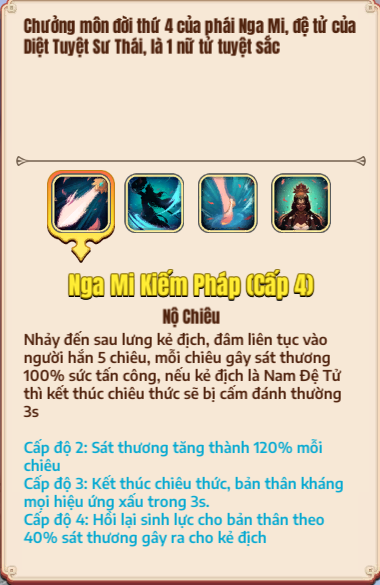 Chưởng môn đời thứ 4 của phái Nga Mi, đệ tử của
Diệt Tuyệt Sư Thái, là 1 nữ tử tuyệt sắc
Nga Mi Kiếm Pháp (Cấp 4)
Nộ Chiêu
Nhảy đến sau lưng kẻ địch, đâm liên tục vào
người hắn 5 chiêu, mỗi chiêu gây sát thương
100% sức tấn công, nếu kẻ địch là Nam Đệ Tử
thì kết thúc chiêu thức sẽ bị cấm đánh thường
3s
Cấp độ 2: Sát thương tăng thành 120% mỗi
chiêu
Cấp độ 3: Kết thúc chiêu thức, bản thân kháng
mọi hiệu ứng xấu trong 3s.
Cấp độ 4: Hồi lại sinh lực cho bản thân theo
40% sát thương gây ra cho kẻ địch